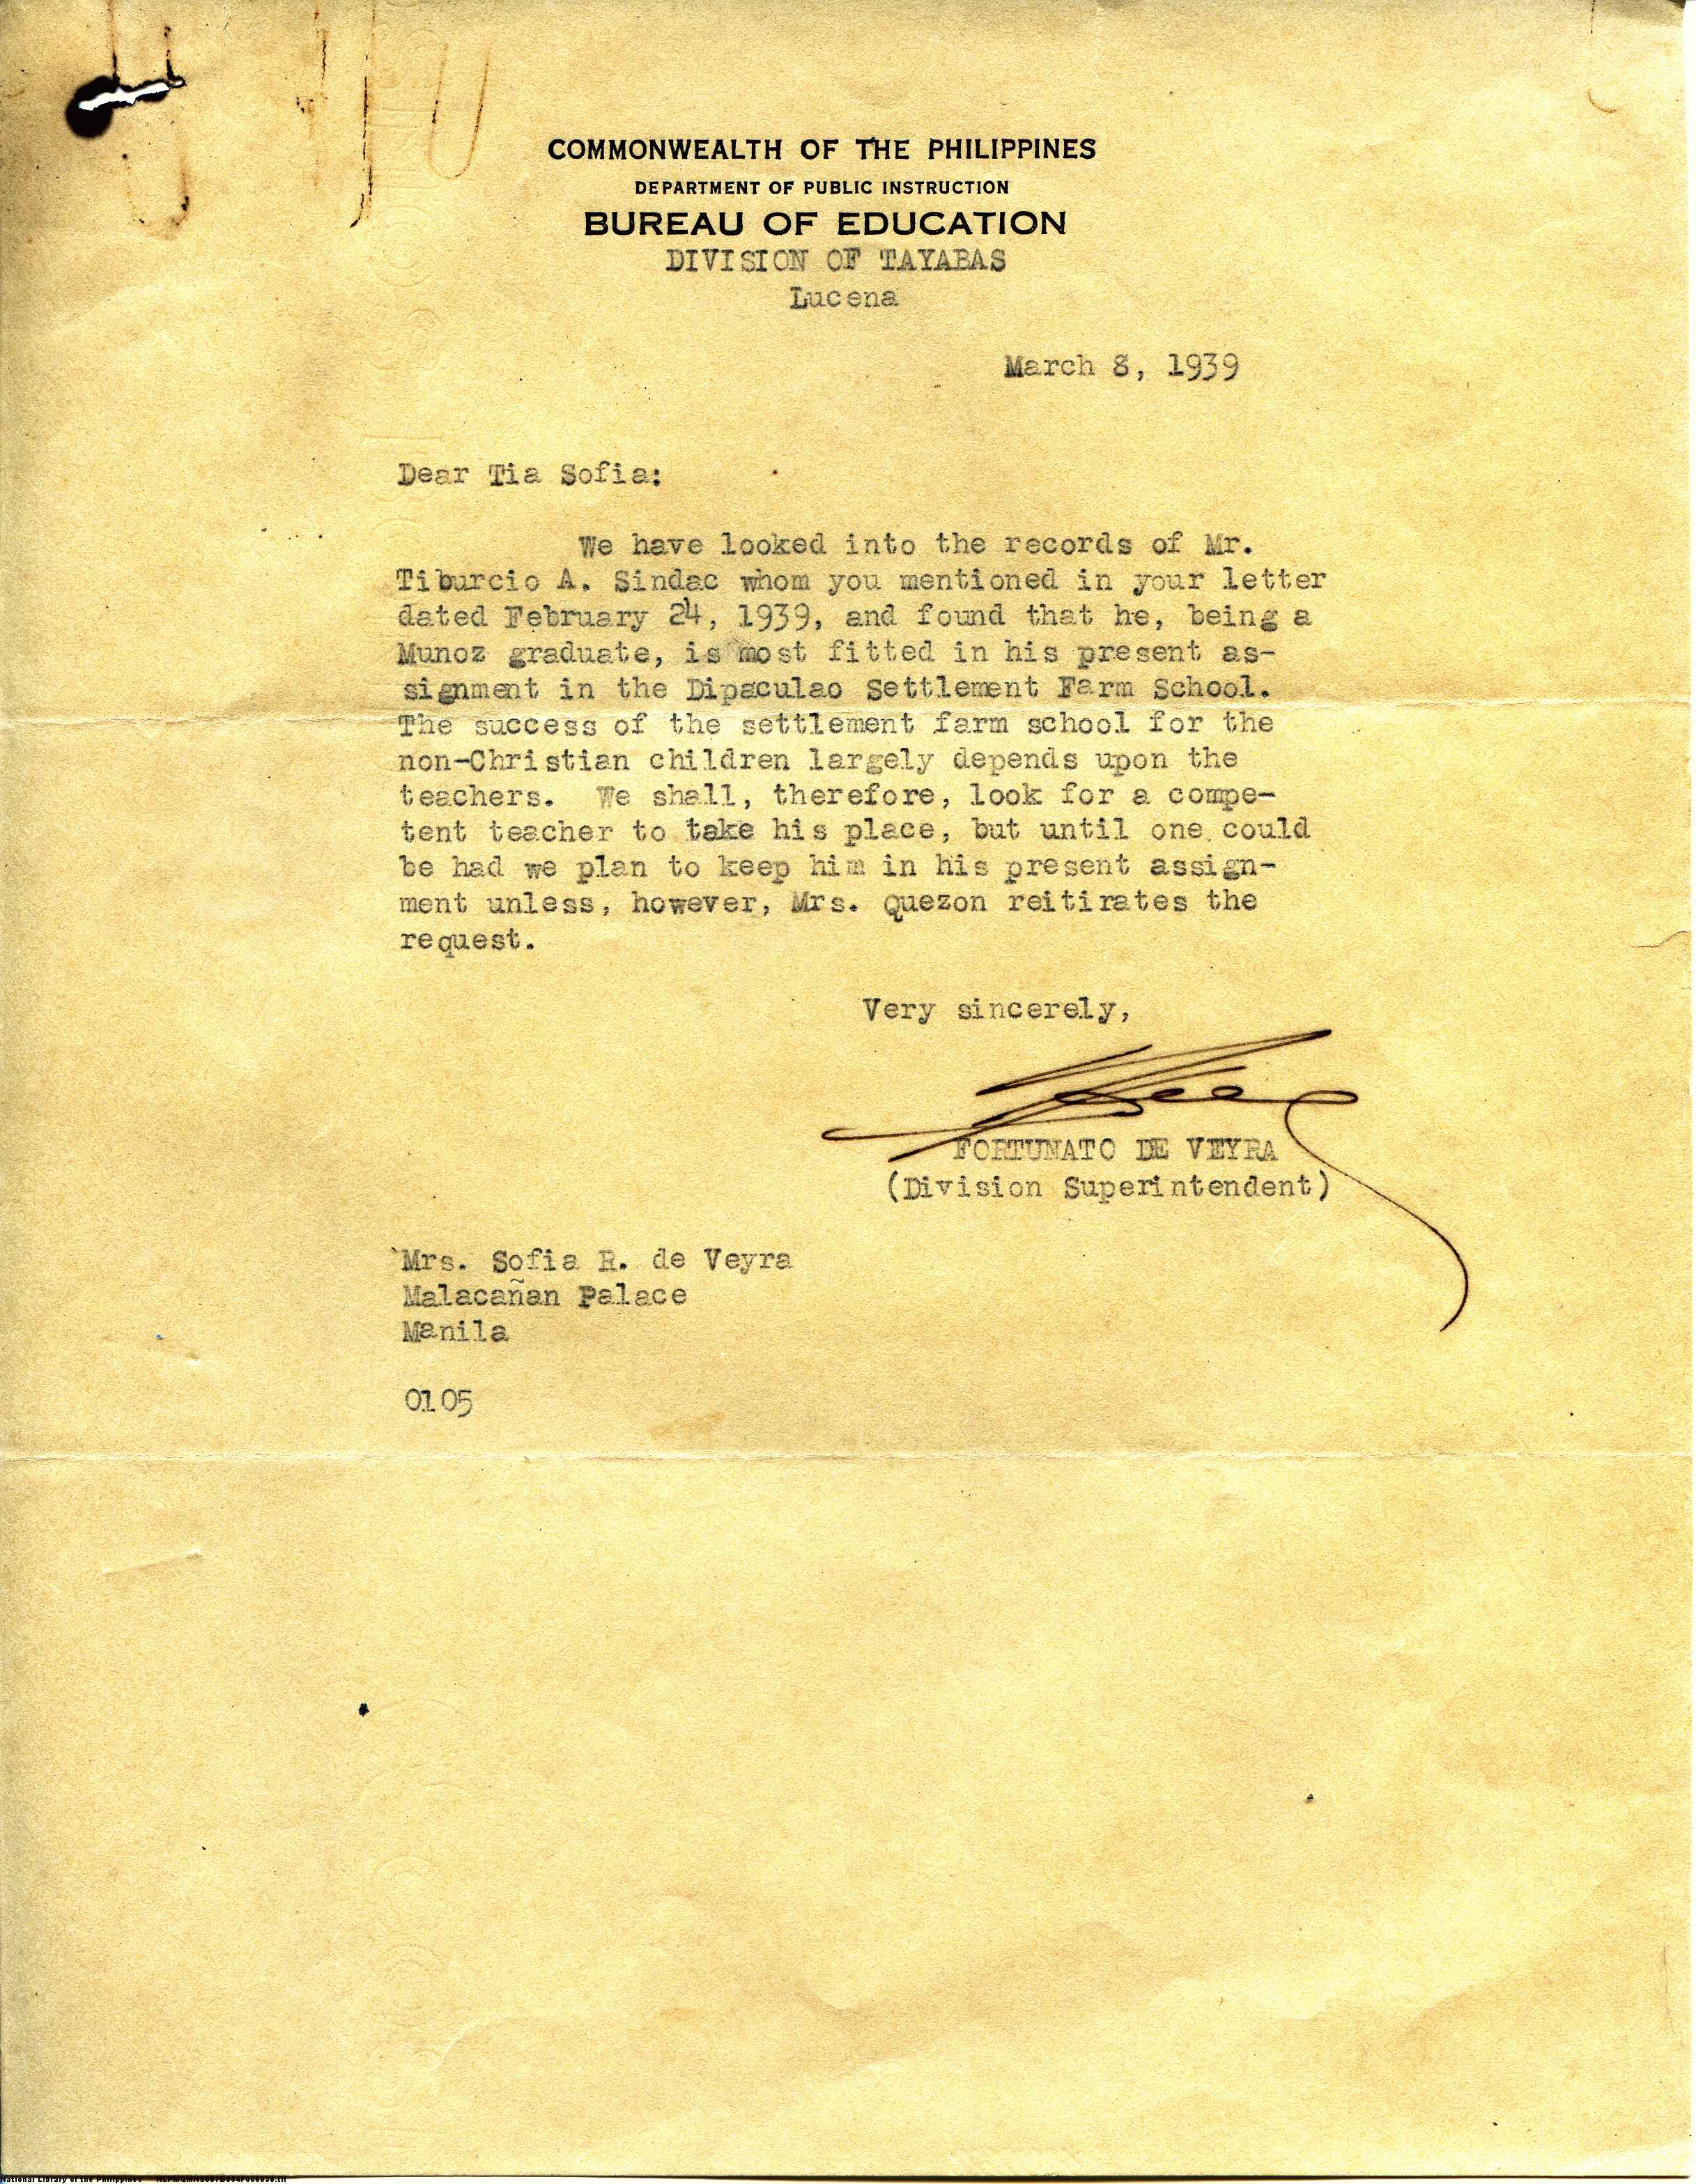 COMMONWEALTH OF THE PHILIPPINES
DEPARTMENT OF PUBLIC INSTRUCTION
BUREAU OF EDUCATION
DIVISION OF TAYABAS
Lucena
March 8, 1939
Dear Tia Sofia:
We have looked into the records of Mr.
Tiburcio A. Sindac whom you mentioned in your letter
dated February 24, 1939, and found that he, being a
Munoz graduate, is most fitted in his present as-
signment in the Dipaculao Settlement Farm School.
The success of the settlement farm school for the
non-Christian children largely depends upon the
teachers. We shall, therefore, look for a compe-
tent teacher to take his place, but until one could
be had we plan to keep him in his present assign-
ment unless, however, Mrs. Quezon reitirates the
request.
Very sincerely,
FORTUNATO DE VEYRA
(Division Superintendent)
Mrs. Sofia R. de Veyra
Malacañan Palace
Manila
0105
National Library of the Philippines